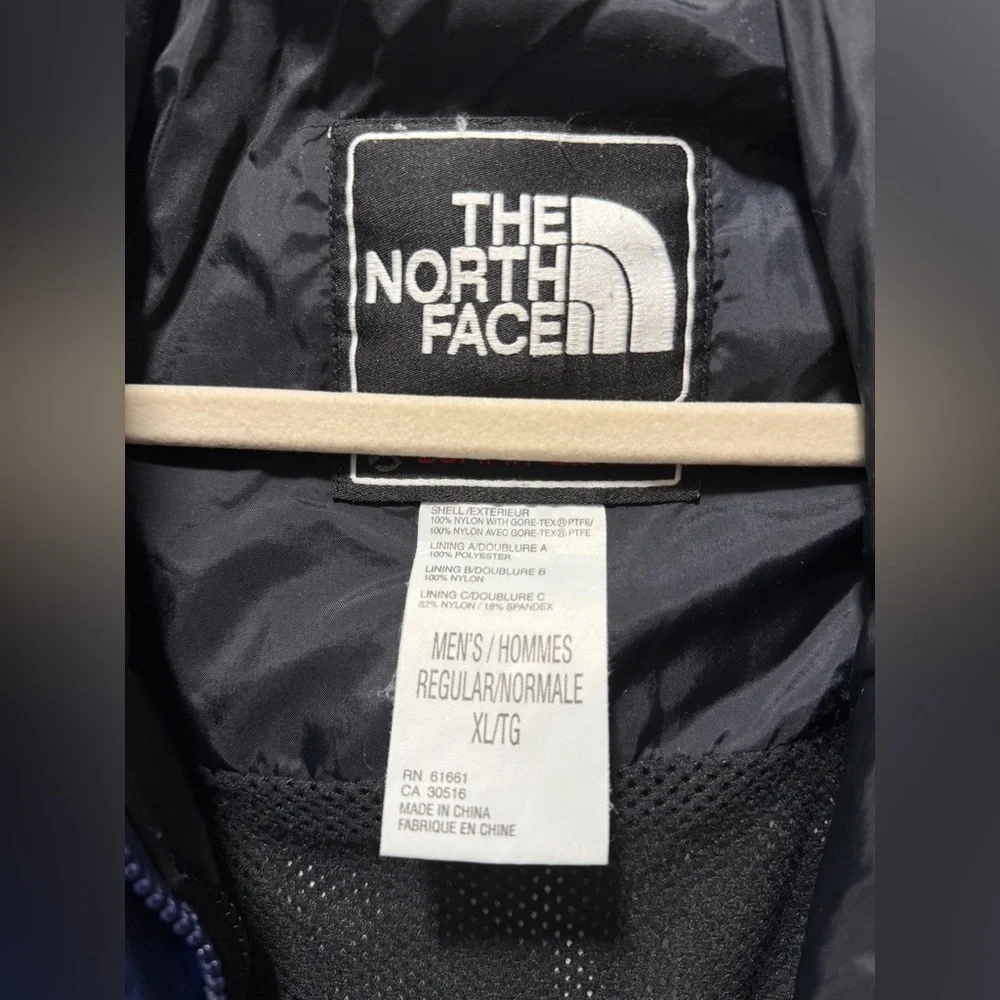 THE
NORTH
FACE
SHELL/EXTERIEUR
100% NYLON WITH GORE-TEX® PTFE/
100% NYLON AVEC GORE-TEX® PTFE
LINING A/DOUBLURE A
100% POLYESTER
LINING B/DOUBLURE B
100% NYLON
LINING C/DOUBLURE C
82% NYLON / 18% SPANDEX
MEN'S / HOMMES
REGULAR/NORMALE
XL/TG
RN 61661
CA 30516
MADE IN CHINA
FABRIQUE EN CHINE